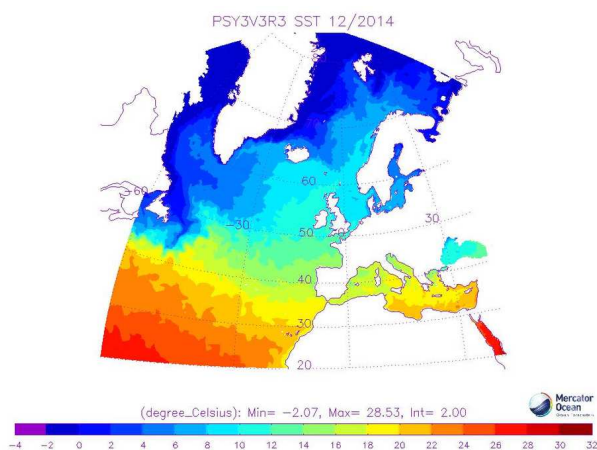 PSY3V3R3 SST 12/2014
-60
-30
60
50
40
30
20
30
(degree_Celsius): Min= -2.07, Max= 28.53, Int= 2.00
Mercator
Ocean
-4 -2 0 2 4 6 8 10 12 14 16 18 20 22 24 26 28 30 32